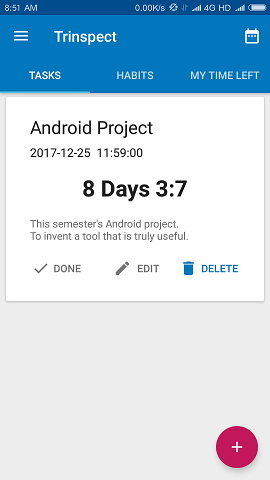 8:51 AM 0.00K/s 4G HD
Trinspect
TASKS HABITS MY TIME LEFT
Android Project
2017-12-25 11:59:00
8 Days 3:7
This semester's Android project.
To invent a tool that is truly useful.
DONE EDIT DELETE